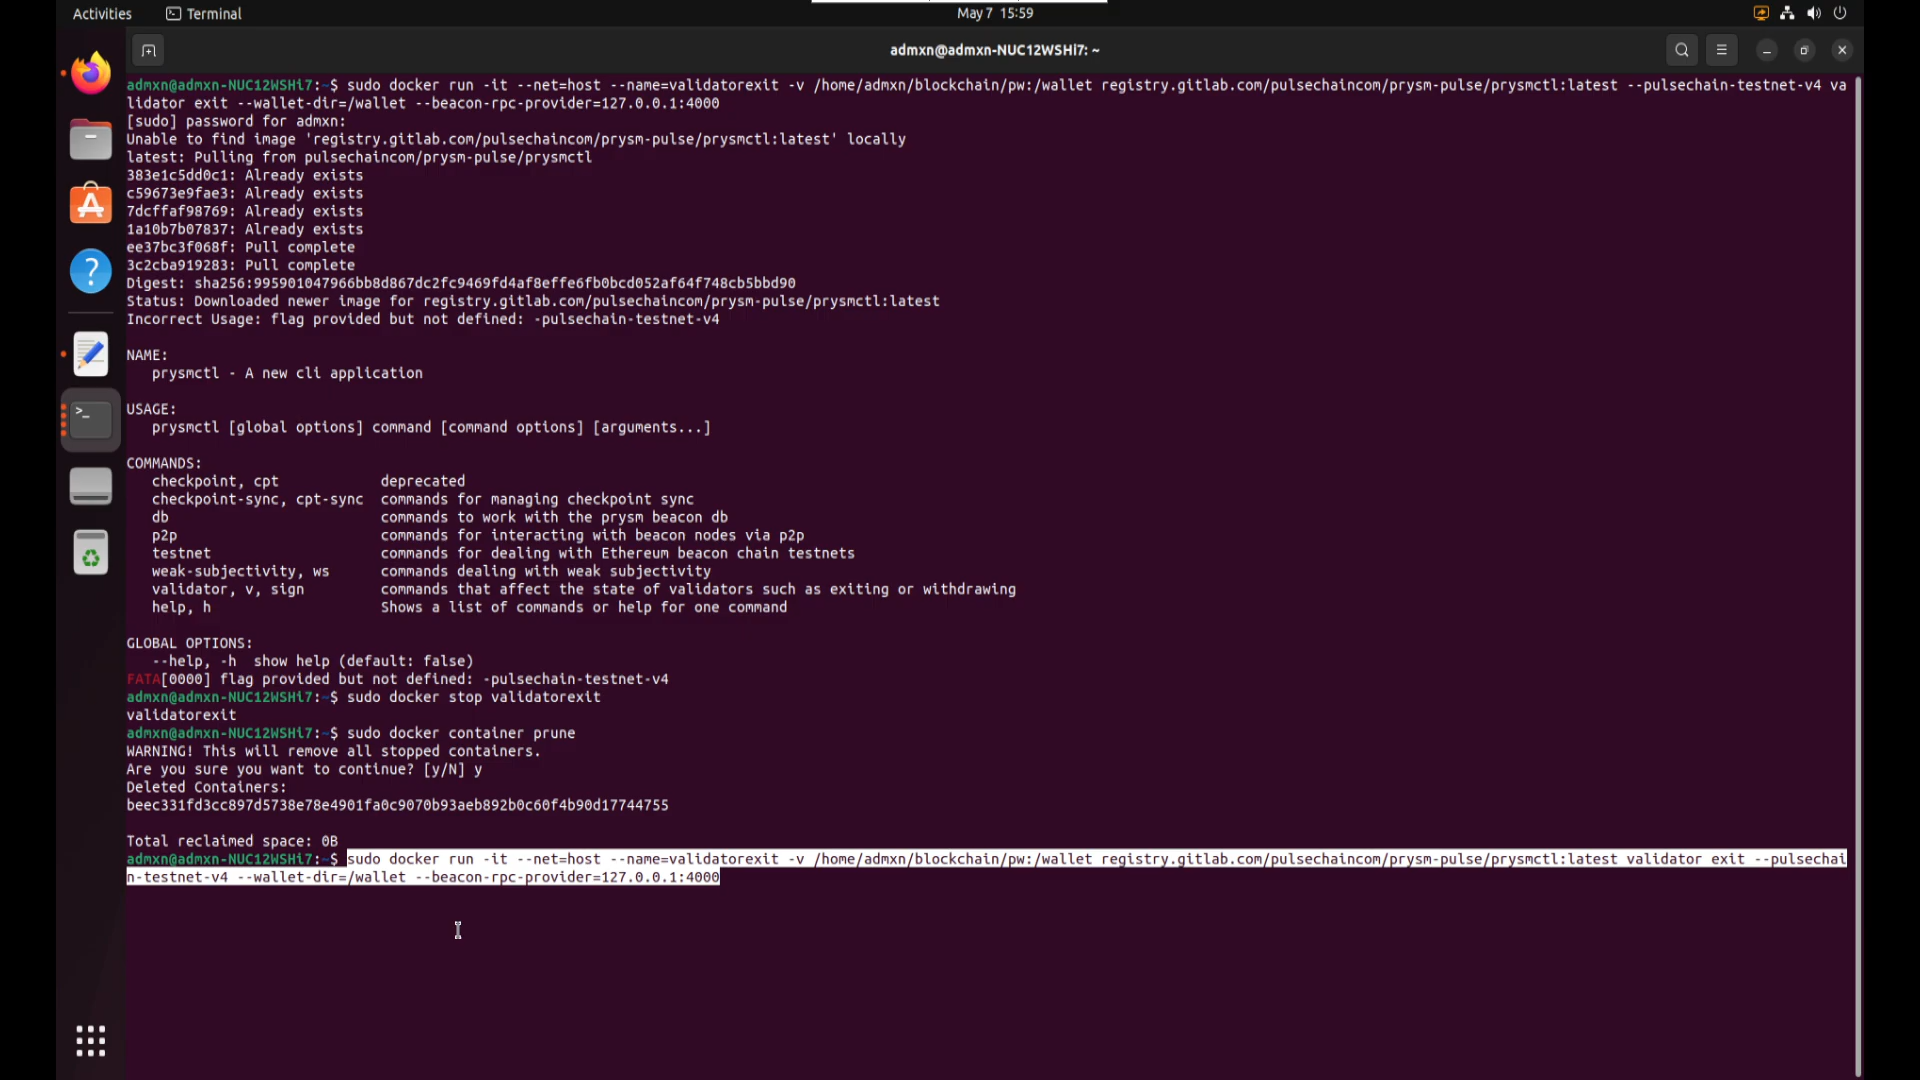 Activities Terminal May 7 15:59
admxn@admxn-NUC12WSHi7: ~
admxn@admxn-NUC12WSHi7:~$ sudo docker run -it --net=host --name=validatorexit -v /home/admxn/blockchain/pw:/wallet registry.gitlab.com/pulsechaincom/prysm-pulse/prysmctl:latest --pulsechain-testnet-v4 va
lidator exit --wallet-dir=/wallet --beacon-rpc-provider=127.0.0.1:4000
[sudo] password for admxn:
Unable to find image 'registry.gitlab.com/pulsechaincom/prysm-pulse/prysmctl:latest' locally
latest: Pulling from pulsechaincom/prysm-pulse/prysmctl
383e1c5dd0c1: Already exists
c59673e9fae3: Already exists
7dcffaf98769: Already exists
1a10b7b07837: Already exists
ee37bc3f068f: Pull complete
3c2cba919283: Pull complete
Digest: sha256:995901047966bb8d867dc2fc9469fd4af8effe6fb0bcd052af64f748cb5bbd90
Status: Downloaded newer image for registry.gitlab.com/pulsechaincom/prysm-pulse/prysmctl:latest
Incorrect Usage: flag provided but not defined: -pulsechain-testnet-v4
NAME:
prysmctl - A new cli application
USAGE:
prysmctl [global options] command [command options] [arguments...]
COMMANDS:
checkpoint, cpt deprecated
checkpoint-sync, cpt-sync commands for managing checkpoint sync
db commands to work with the prysm beacon db
p2p commands for interacting with beacon nodes via p2p
testnet commands for dealing with Ethereum beacon chain testnets
weak-subjectivity, ws commands dealing with weak subjectivity
validator, v, sign commands that affect the state of validators such as exiting or withdrawing
help, h Shows a list of commands or help for one command
GLOBAL OPTIONS:
--help, -h show help (default: false)
FATA[0000] flag provided but not defined: -pulsechain-testnet-v4
admxn@admxn-NUC12WSHi7:~$ sudo docker stop validatorexit
validatorexit
admxn@admxn-NUC12WSHi7:~$ sudo docker container prune
WARNING! This will remove all stopped containers.
Are you sure you want to continue? [y/N] y
Deleted Containers:
beec331fd3cc897d5738e78e4901fa0c9070b93aeb892b0c60f4b90d17744755
Total reclaimed space: 0B
admxn@admxn-NUC12WSHi7:~$ sudo docker run -it --net=host --name=validatorexit -v /home/admxn/blockchain/pw:/wallet registry.gitlab.com/pulsechaincom/prysm-pulse/prysmctl:latest validator exit --pulsechai
n-testnet-v4 --wallet-dir=/wallet --beacon-rpc-provider=127.0.0.1:4000